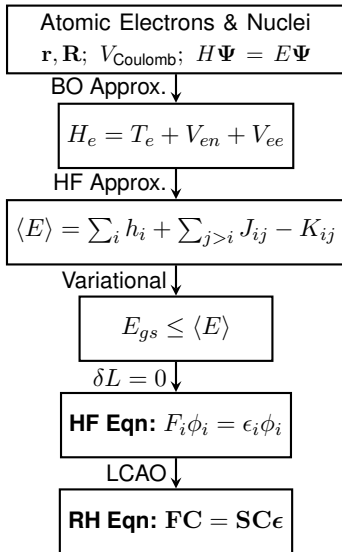 Atomic Electrons & Nuclei
r, R; V_Coulomb; HΨ = EΨ
BO Approx.
H_e = T_e + V_en + V_ee
HF Approx.
⟨E⟩ = ∑_i h_i + ∑_{j>i} J_ij − K_ij
Variational
E_gs ≤ ⟨E⟩
δL = 0
HF Eqn: F_i ϕ_i = ϵ_i ϕ_i
LCAO
RH Eqn: FC = SCϵ